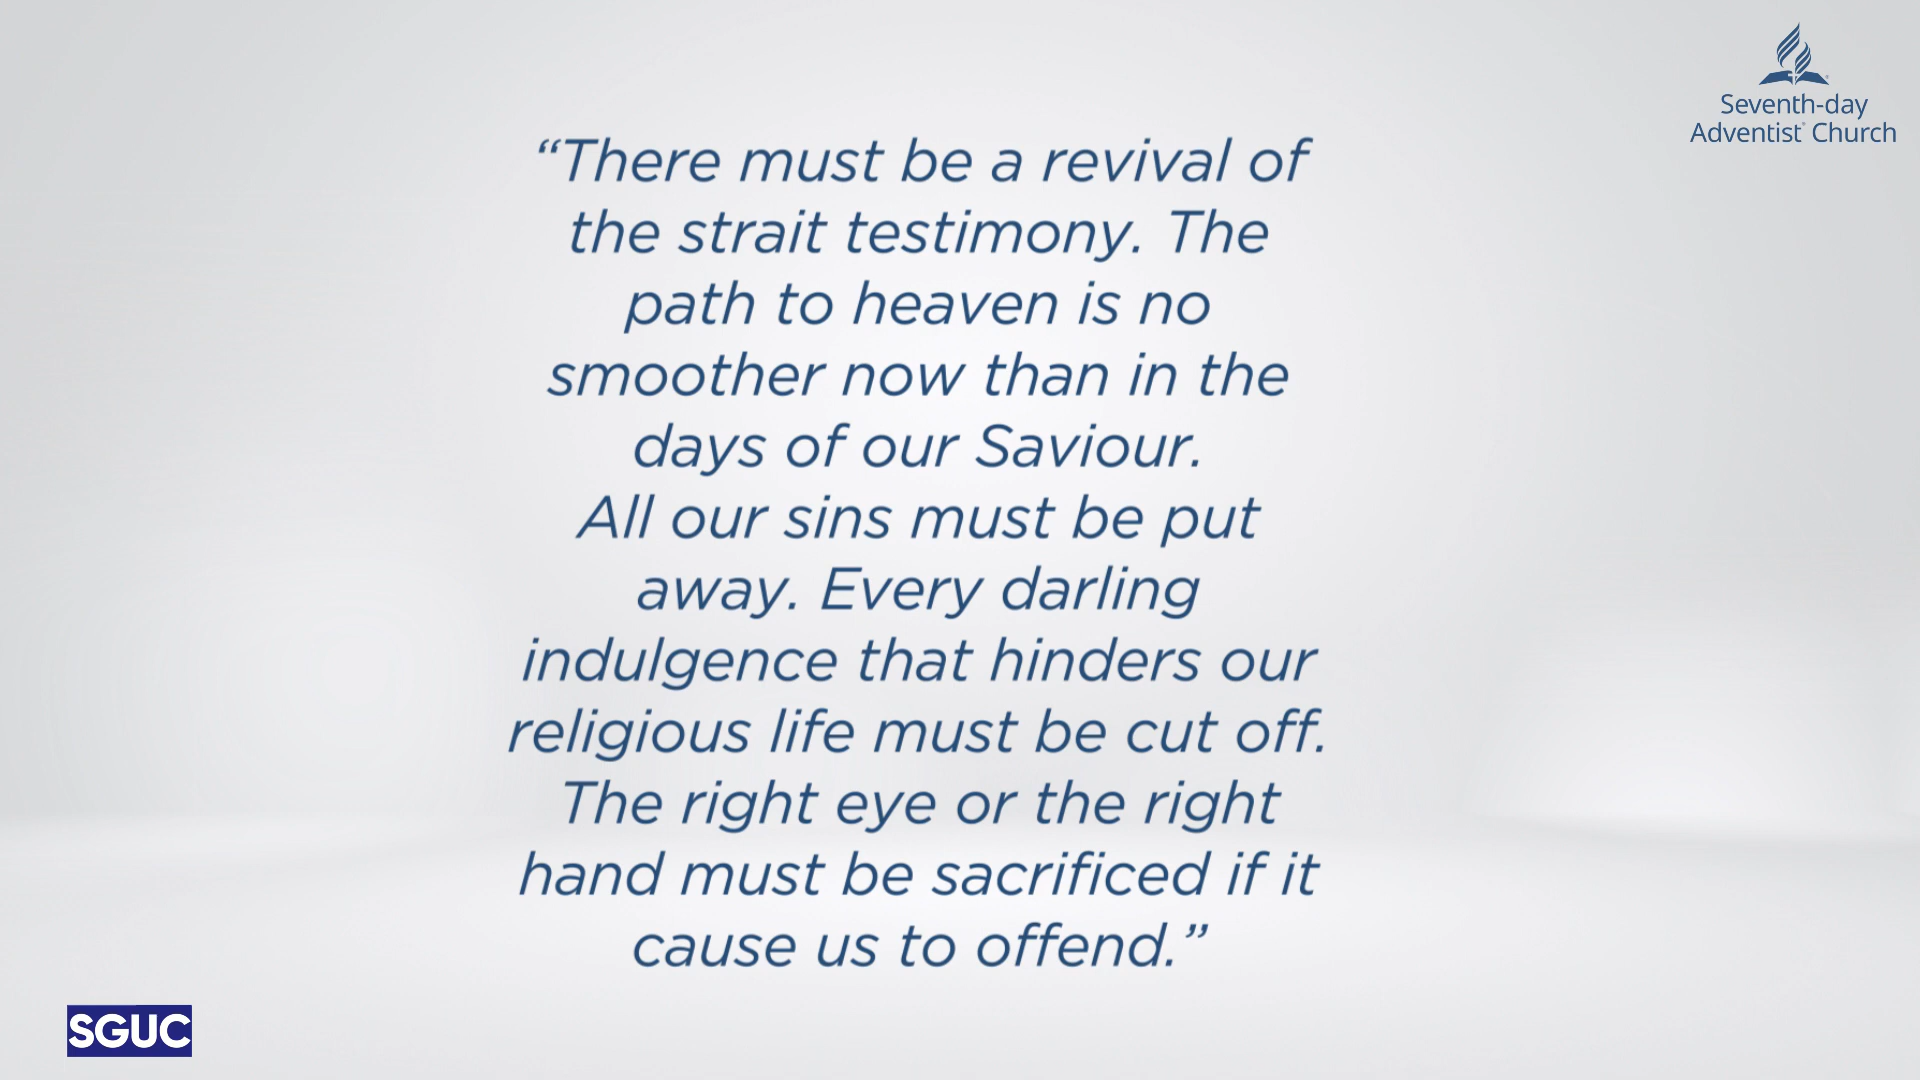 Seventh-day
Adventist® Church
“There must be a revival of
the strait testimony. The
path to heaven is no
smoother now than in the
days of our Saviour.
All our sins must be put
away. Every darling
indulgence that hinders our
religious life must be cut off.
The right eye or the right
hand must be sacrificed if it
cause us to offend.”
SGUC